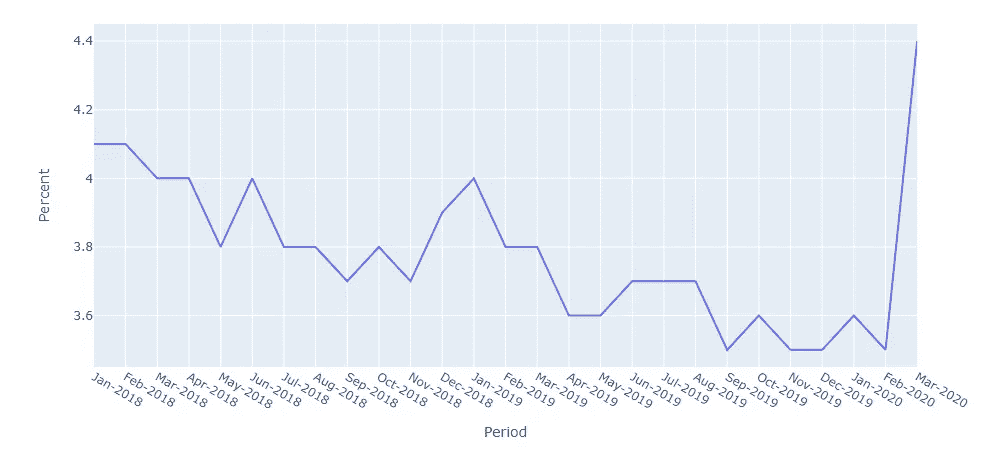 4.4
4.2
4
3.8
3.6
Percent
Jan-2018
Feb-2018
Mar-2018
Apr-2018
May-2018
Jun-2018
Jul-2018
Aug-2018
Sep-2018
Oct-2018
Nov-2018
Dec-2018
Jan-2019
Feb-2019
Mar-2019
Apr-2019
May-2019
Jun-2019
Jul-2019
Aug-2019
Sep-2019
Oct-2019
Nov-2019
Dec-2019
Jan-2020
Feb-2020
Mar-2020
Period